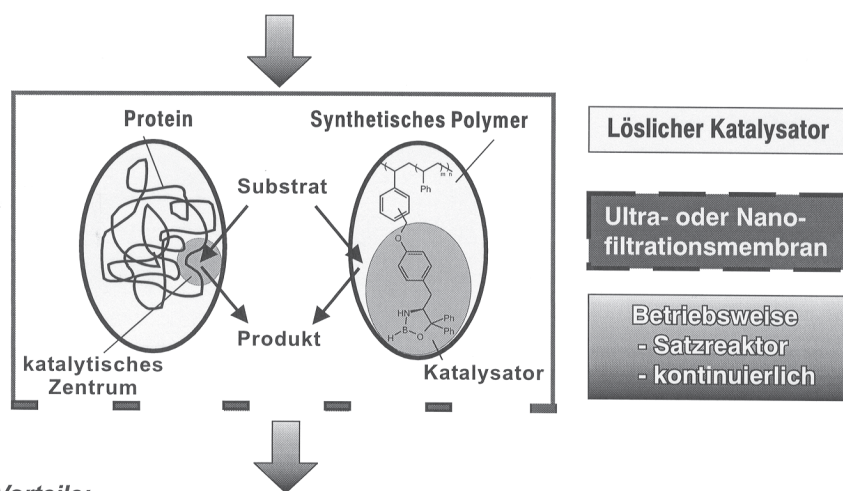 Protein
Synthetisches Polymer
Substrat
Produkt
katalytisches
Zentrum
Katalysator
m n
Ph
O
HN
Ph
Ph
B
O
H
Löslicher Katalysator
Ultra- oder Nano-
filtrationsmembran
Betriebsweise
- Satzreaktor
- kontinuierlich
Vorteile: